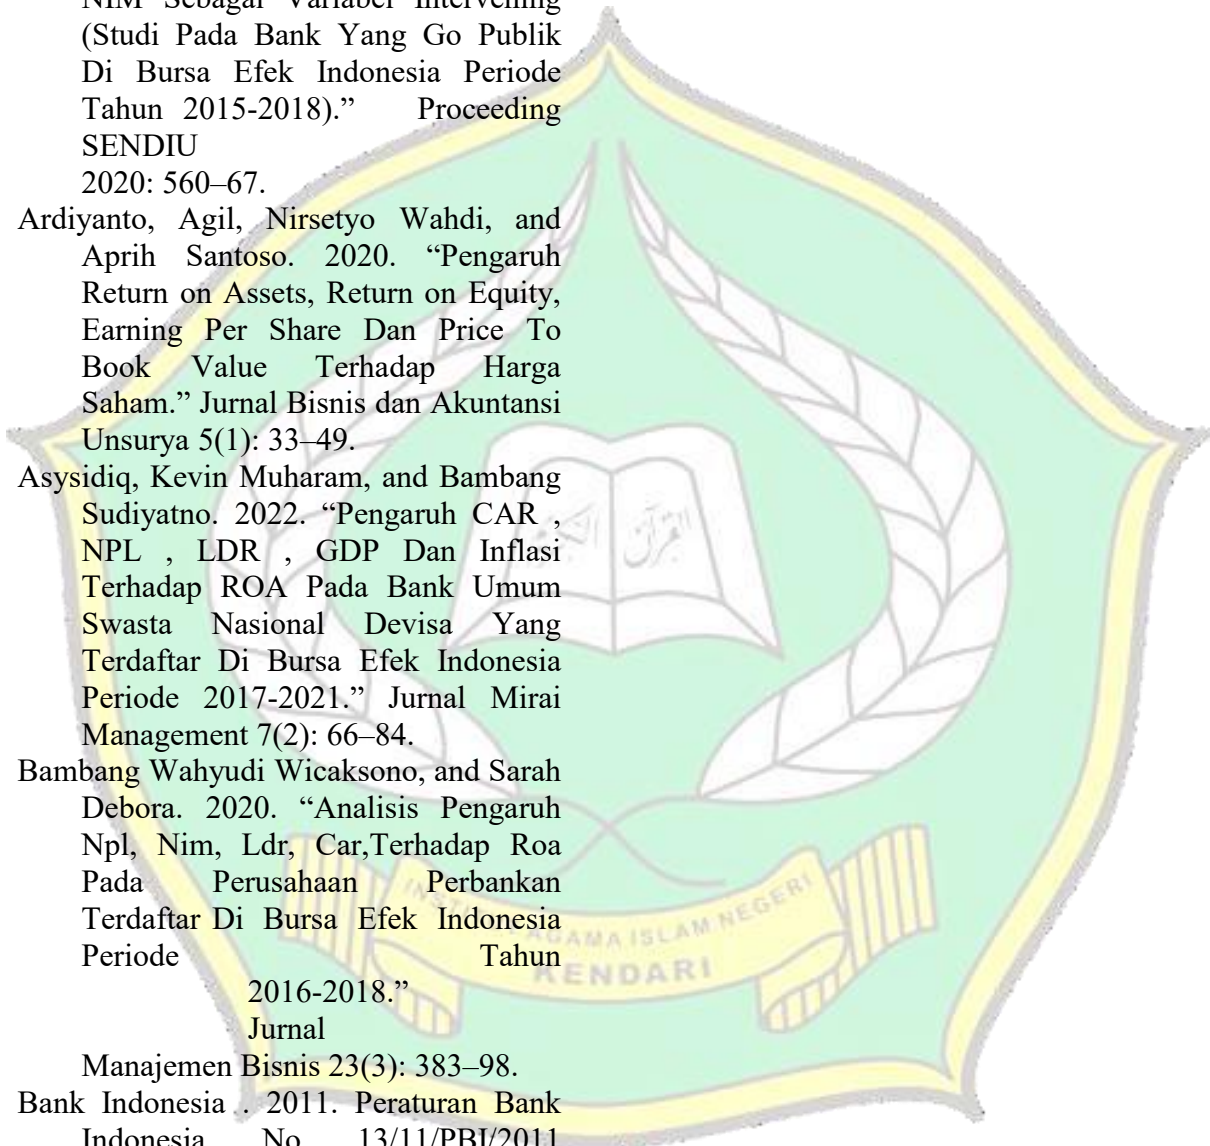 NIM Sebagai Variabel Intervening
(Studi Pada Bank Yang Go Publik
Di Bursa Efek Indonesia Periode
Tahun 2015-2018).” Proceeding
SENDIU
2020: 560–67.
Ardiyanto, Agil, Nirsetyo Wahdi, and
Aprih Santoso. 2020. “Pengaruh
Return on Assets, Return on Equity,
Earning Per Share Dan Price To
Book Value Terhadap Harga
Saham.” Jurnal Bisnis dan Akuntansi
Unsurya 5(1): 33–49.
Asysidiq, Kevin Muharam, and Bambang
Sudiyatno. 2022. “Pengaruh CAR ,
NPL , LDR , GDP Dan Inflasi
Terhadap ROA Pada Bank Umum
Swasta Nasional Devisa Yang
Terdaftar Di Bursa Efek Indonesia
Periode 2017-2021.” Jurnal Mirai
Management 7(2): 66–84.
Bambang Wahyudi Wicaksono, and Sarah
Debora. 2020. “Analisis Pengaruh
Npl, Nim, Ldr, Car,Terhadap Roa
Pada Perusahaan Perbankan
Terdaftar Di Bursa Efek Indonesia
Periode Tahun
2016-2018.”
Jurnal
Manajemen Bisnis 23(3): 383–98.
Bank Indonesia . 2011. Peraturan Bank
Indonesia No. 13/11/PBI/2011
القرآن الكريم
AGAMA ISLAM NEGERI
KENDARI